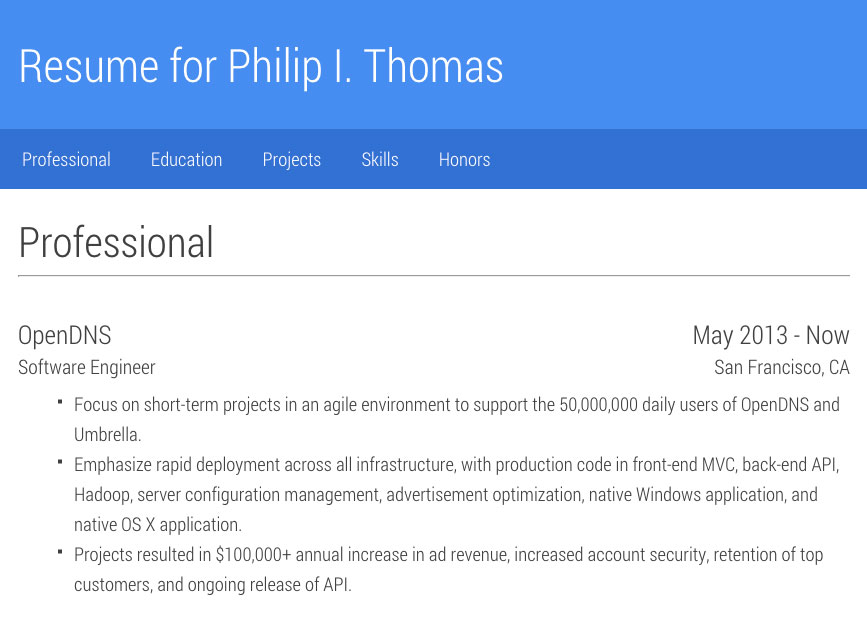 Resume for Philip I. Thomas
Professional Education Projects Skills Honors
Professional
OpenDNS May 2013 - Now
Software Engineer San Francisco, CA
▪ Focus on short-term projects in an agile environment to support the 50,000,000 daily users of OpenDNS and
Umbrella.
▪ Emphasize rapid deployment across all infrastructure, with production code in front-end MVC, back-end API,
Hadoop, server configuration management, advertisement optimization, native Windows application, and
native OS X application.
▪ Projects resulted in $100,000+ annual increase in ad revenue, increased account security, retention of top
customers, and ongoing release of API.